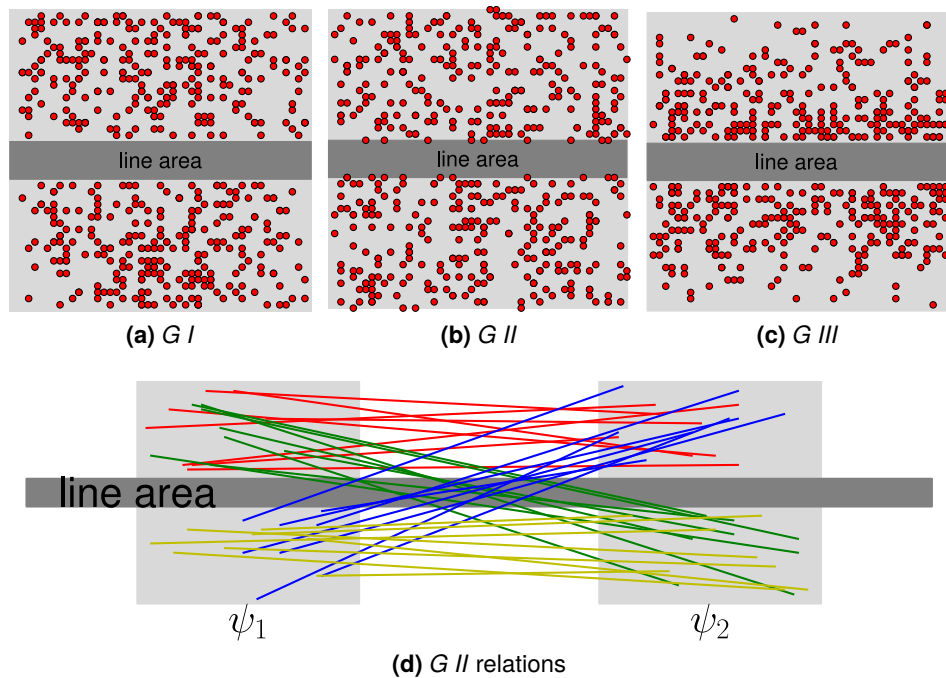 line area
line area
line area
(a) G I
(b) G II
(c) G III
line area
ψ1
ψ2
(d) G II relations